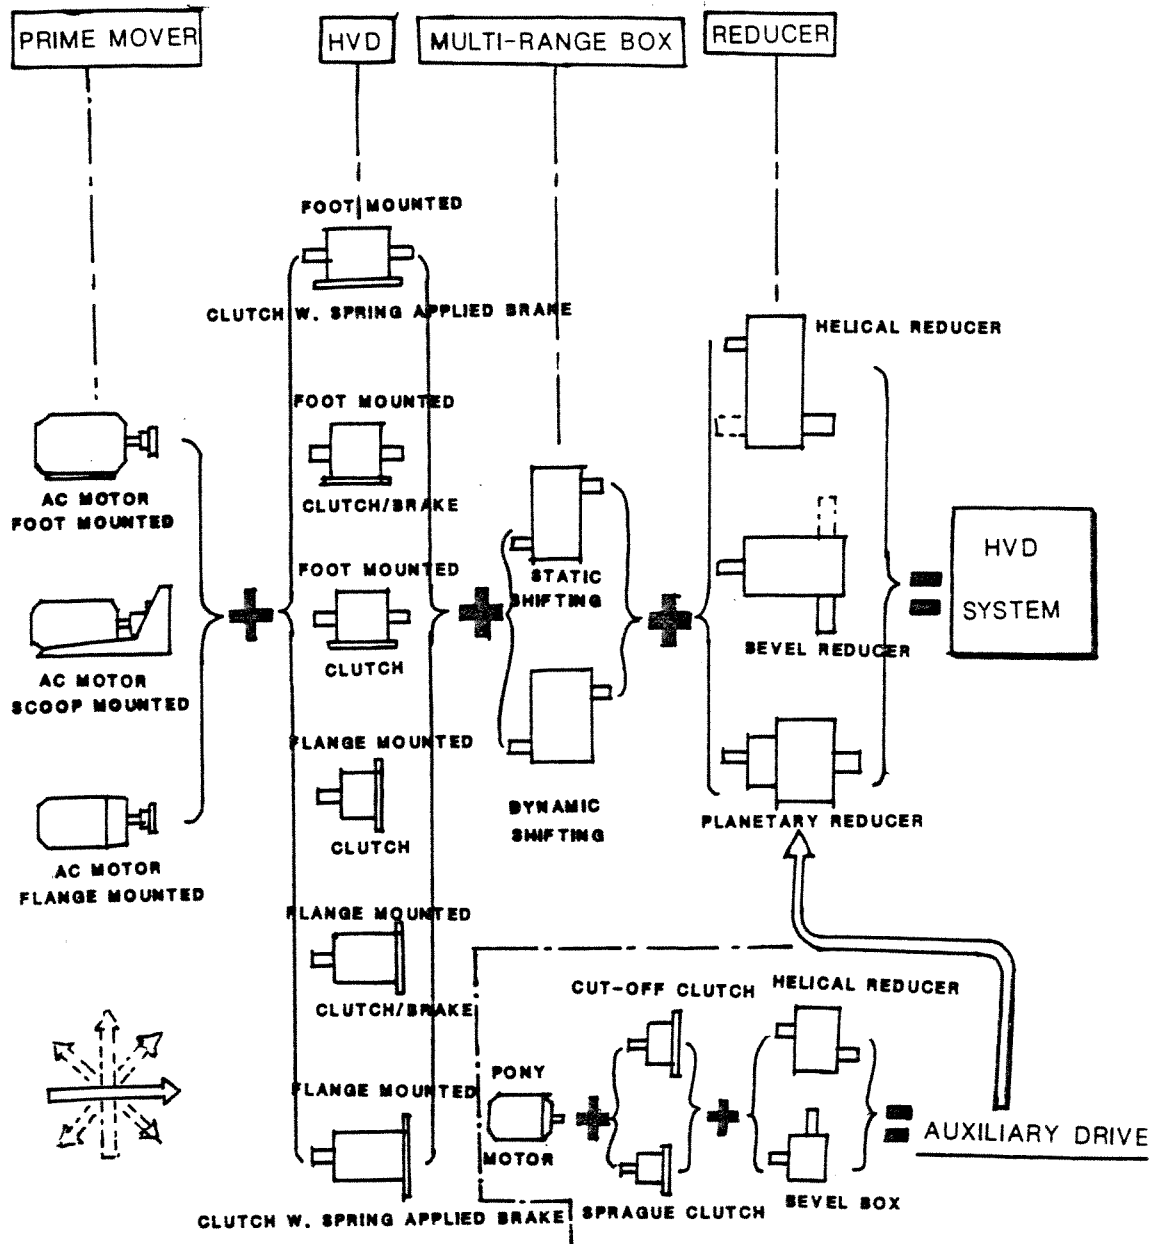 PRIME MOVER
HVD
MULTI-RANGE BOX
REDUCER
FOOT MOUNTED
CLUTCH W. SPRING APPLIED BRAKE
HELICAL REDUCER
FOOT MOUNTED
CLUTCH/BRAKE
AC MOTOR
FOOT MOUNTED
FOOT MOUNTED
CLUTCH
STATIC
SHIFTING
HVD
SYSTEM
BEVEL REDUCER
AC MOTOR
SCOOP MOUNTED
FLANGE MOUNTED
CLUTCH
DYNAMIC
SHIFTING
PLANETARY REDUCER
AC MOTOR
FLANGE MOUNTED
FLANGE MOUNTED
CLUTCH/BRAKE
CUT-OFF CLUTCH
HELICAL REDUCER
FLANGE MOUNTED
PONY
MOTOR
AUXILIARY DRIVE
CLUTCH W. SPRING APPLIED BRAKE
SPRAGUE CLUTCH
BEVEL BOX